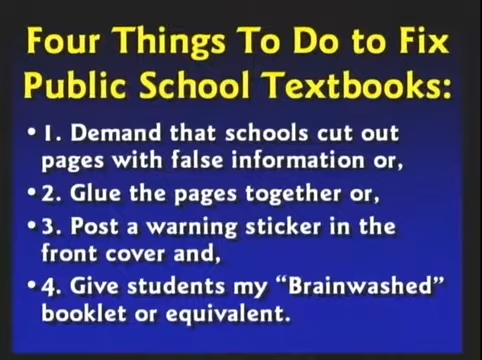 Four Things To Do to Fix
Public School Textbooks:
• 1. Demand that schools cut out
pages with false information or,
• 2. Glue the pages together or,
• 3. Post a warning sticker in the
front cover and,
• 4. Give students my “Brainwashed”
booklet or equivalent.